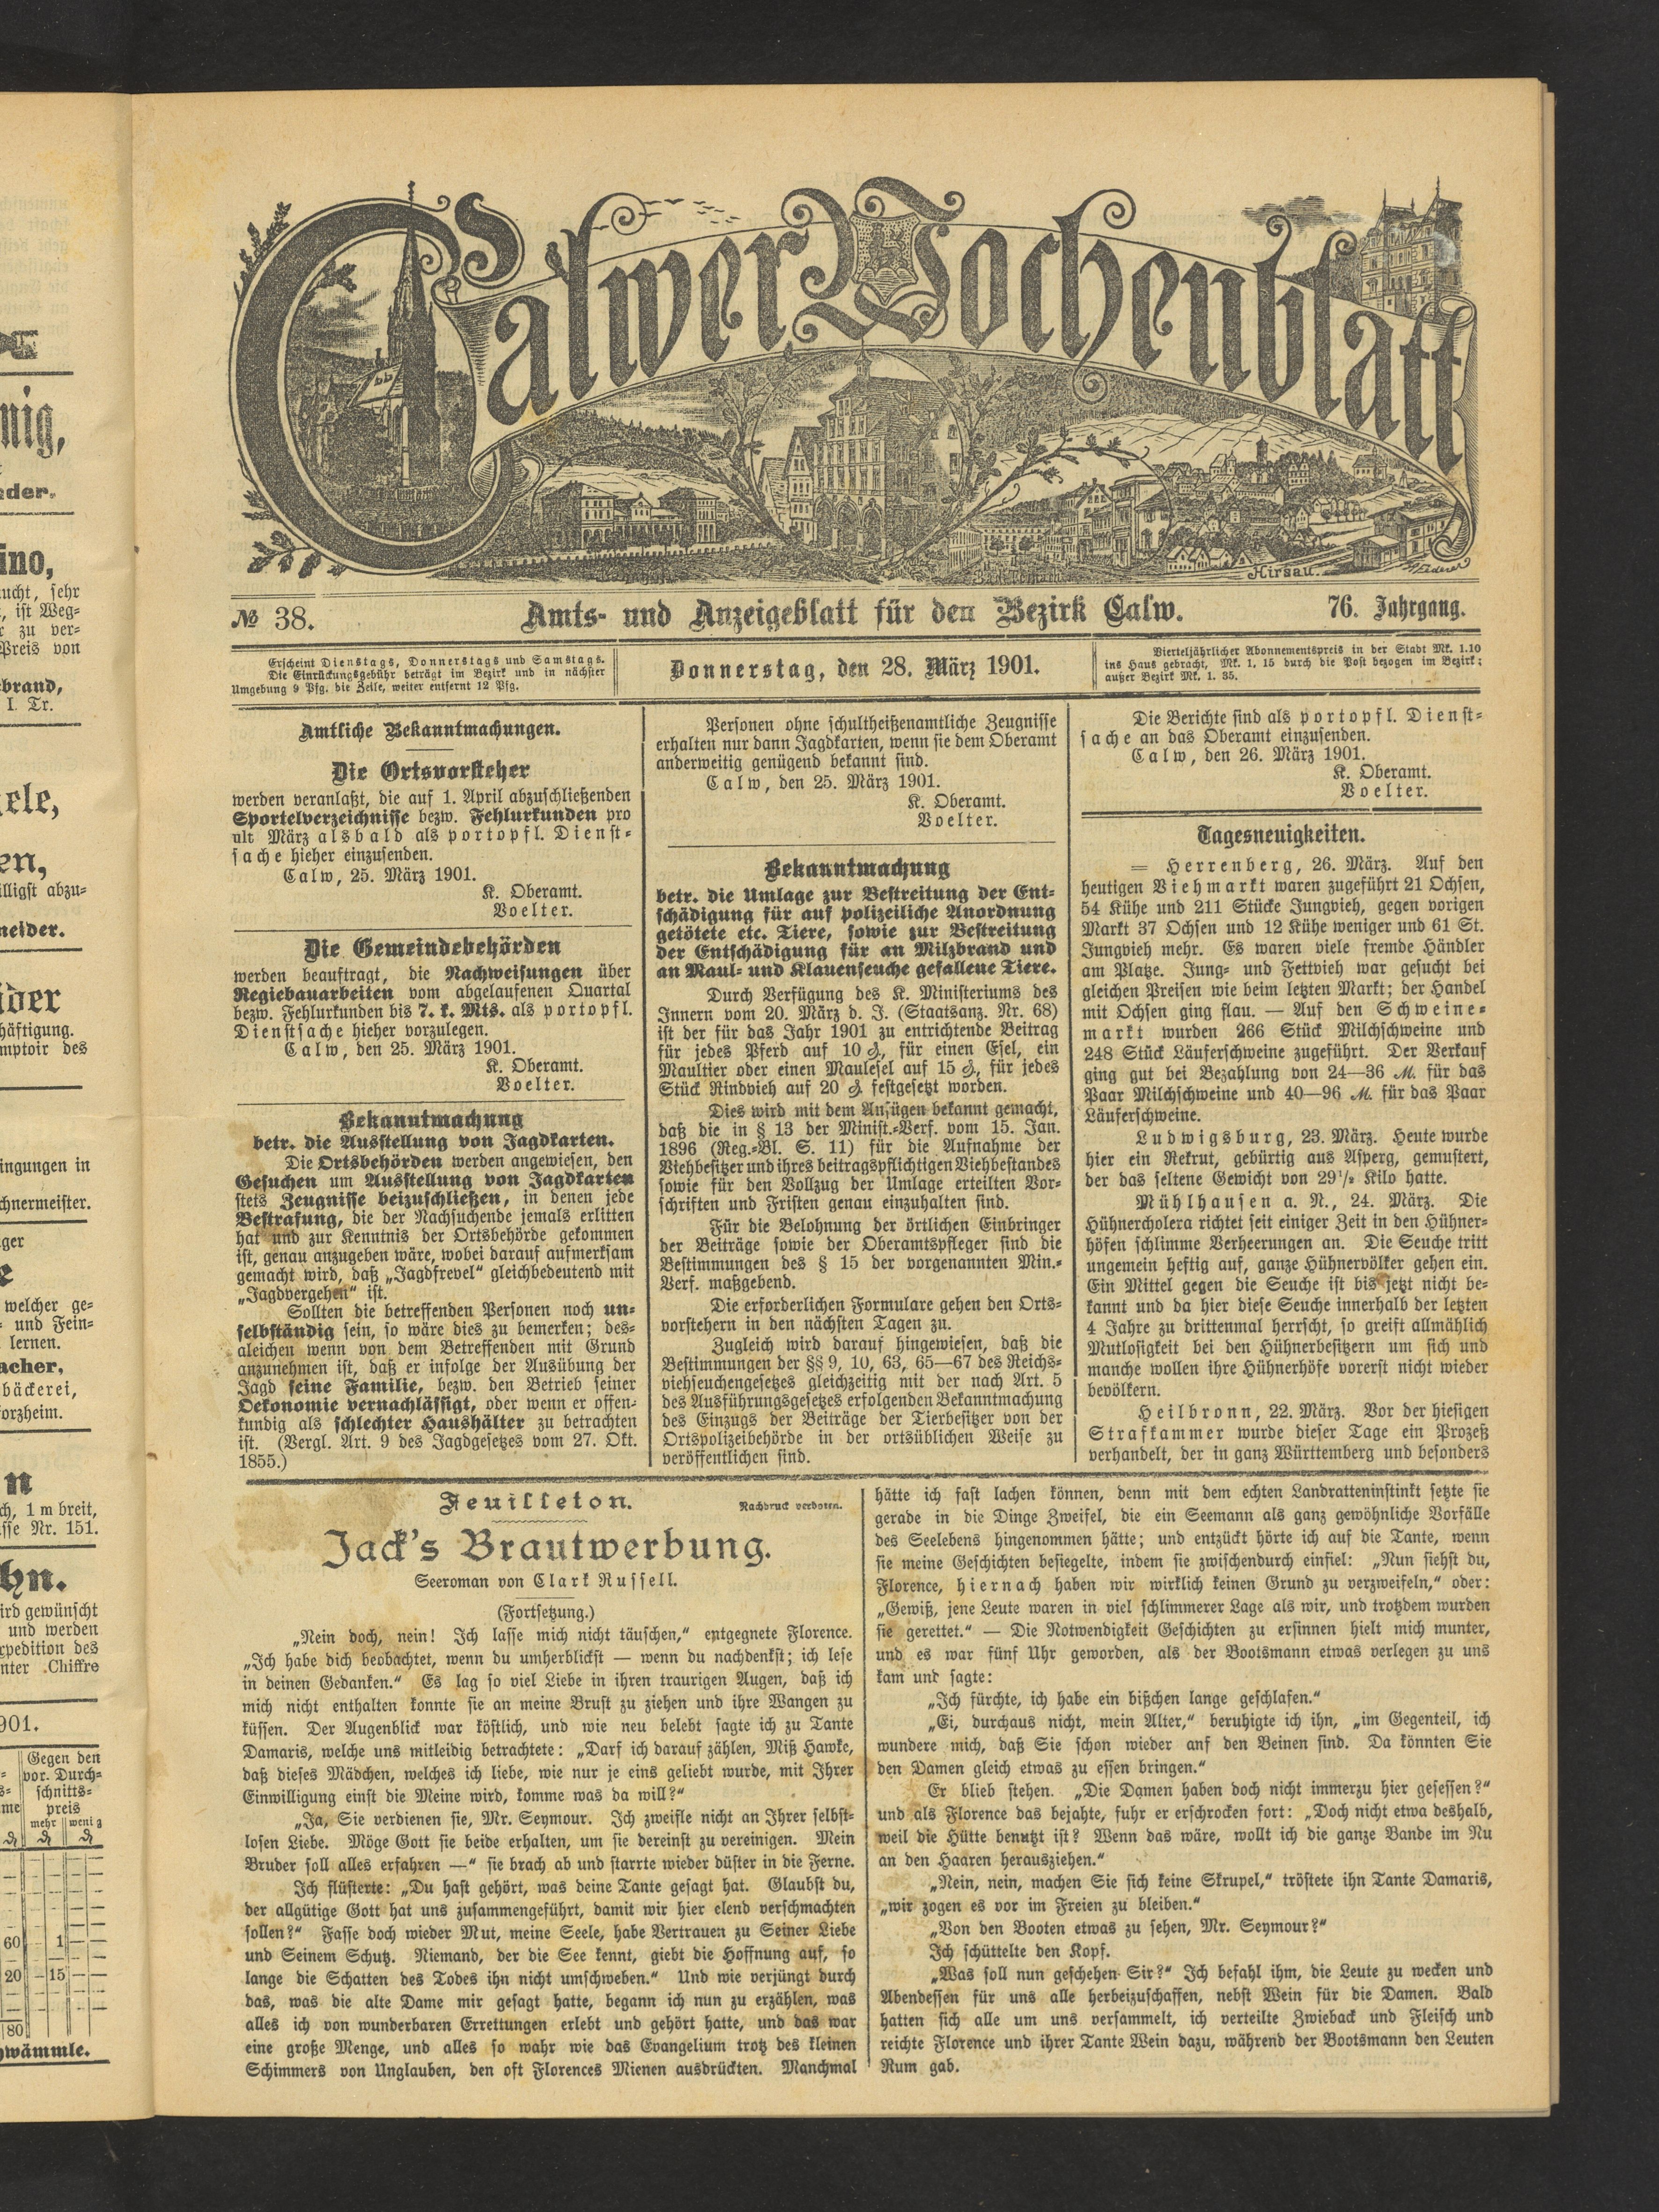 Calwer Wochenblatt
Hirsau.
№ 38.
Amts- und Anzeigeblatt für den Bezirk Calw.
76. Jahrgang.
Erscheint Dienstags, Donnerstags und Samstags.
Die Einrückungsgebühr beträgt im Bezirk und in nächster
Umgebung 9 Pfg. die Zeile, weiter entfernt 12 Pfg.
Donnerstag, den 28. März 1901.
Vierteljährlicher Abonnementspreis in der Stadt Mk. 1.10
ins Haus gebracht, Mk. 1, 15 durch die Post bezogen im Bezirk;
außer Bezirk Mk. 1. 35.
Amtliche Bekanntmachungen.
Die Ortsvorsteher
werden veranlaßt, die auf 1. April abzuschließenden
Sportelverzeichnisse bezw. Fehlurkunden pro
ult März alsbald als portopfl. Dienst-
sache hieher einzusenden.
Calw, 25. März 1901.
K. Oberamt.
Voelter.
Die Gemeindebehörden
werden beauftragt, die Nachweisungen über
Regiebauarbeiten vom abgelaufenen Quartal
bezw. Fehlurkunden bis 7. k. Mts. als portopfl.
Dienstsache hieher vorzulegen.
Calw, den 25. März 1901.
K. Oberamt.
Voelter.
Bekanntmachung
betr. die Ausstellung von Jagdkarten.
Die Ortsbehörden werden angewiesen, den
Gesuchen um Ausstellung von Jagdkarten
stets Zeugnisse beizuschließen, in denen jede
Bestrafung, die der Nachsuchende jemals erlitten
hat und zur Kenntnis der Ortsbehörde gekommen
ist, genau anzugeben wäre, wobei darauf aufmerksam
gemacht wird, daß „Jagdfrevel“ gleichbedeutend mit
„Jagdvergehen“ ist.
Sollten die betreffenden Personen noch un-
selbständig sein, so wäre dies zu bemerken; des-
gleichen wenn von dem Betreffenden mit Grund
anzunehmen ist, daß er infolge der Ausübung der
Jagd seine Familie, bezw. den Betrieb seiner
Oekonomie vernachlässigt, oder wenn er offen-
kundig als schlechter Haushälter zu betrachten
ist. (Vergl. Art. 9 des Jagdgesetzes vom 27. Okt.
1855.)
Personen ohne schultheißenamtliche Zeugnisse
erhalten nur dann Jagdkarten, wenn sie dem Oberamt
anderweitig genügend bekannt sind.
Calw, den 25. März 1901.
K. Oberamt.
Voelter.
Bekanntmachung
betr. die Umlage zur Bestreitung der Ent-
schädigung für auf polizeiliche Anordnung
getötete etc. Tiere, sowie zur Bestreitung
der Entschädigung für an Milzbrand und
an Maul- und Klauenseuche gefallene Tiere.
Durch Verfügung des K. Ministeriums des
Innern vom 20. März d. J. (Staatsanz. Nr. 68)
ist der für das Jahr 1901 zu entrichtende Beitrag
für jedes Pferd auf 10 ₰, für einen Esel, ein
Maultier oder einen Maulesel auf 15 ₰, für jedes
Stück Rindvieh auf 20 ₰ festgesetzt worden.
Dies wird mit dem Anfügen bekannt gemacht,
daß die in § 13 der Minist.-Verf. vom 15. Jan.
1896 (Reg.-Bl. S. 11) für die Aufnahme der
Viehbesitzer und ihres beitragspflichtigen Viehbestandes
sowie für den Vollzug der Umlage erteilten Vor-
schriften und Fristen genau einzuhalten sind.
Für die Belohnung der örtlichen Einbringer
der Beiträge sowie der Oberamtspfleger sind die
Bestimmungen des § 15 der vorgenannten Min.-
Verf. maßgebend.
Die erforderlichen Formulare gehen den Orts-
vorstehern in den nächsten Tagen zu.
Zugleich wird darauf hingewiesen, daß die
Bestimmungen der §§ 9, 10, 63, 65—67 des Reichs-
viehseuchengesetzes gleichzeitig mit der nach Art. 5
des Ausführungsgesetzes erfolgenden Bekanntmachung
des Einzugs der Beiträge der Tierbesitzer von der
Ortspolizeibehörde in der ortsüblichen Weise zu
veröffentlichen sind.
Die Berichte sind als portopfl. Dienst-
sache an das Oberamt einzusenden.
Calw, den 26. März 1901.
K. Oberamt.
Voelter.
Tagesneuigkeiten.
= Herrenberg, 26. März. Auf den
heutigen Viehmarkt waren zugeführt 21 Ochsen,
54 Kühe und 211 Stücke Jungvieh, gegen vorigen
Markt 37 Ochsen und 12 Kühe weniger und 61 St.
Jungvieh mehr. Es waren viele fremde Händler
am Platze. Jung- und Fettvieh war gesucht bei
gleichen Preisen wie beim letzten Markt; der Handel
mit Ochsen ging flau. — Auf den Schweine-
markt wurden 266 Stück Milchschweine und
248 Stück Läuferschweine zugeführt. Der Verkauf
ging gut bei Bezahlung von 24—36 M. für das
Paar Milchschweine und 40—96 M. für das Paar
Läuferschweine.
Ludwigsburg, 23. März. Heute wurde
hier ein Rekrut, gebürtig aus Asperg, gemustert,
der das seltene Gewicht von 29½ Kilo hatte.
Mühlhausen a. N., 24. März. Die
Hühnercholera richtet seit einiger Zeit in den Hühner-
höfen schlimme Verheerungen an. Die Seuche tritt
ungemein heftig auf, ganze Hühnervölker gehen ein.
Ein Mittel gegen die Seuche ist bis jetzt nicht be-
kannt und da hier diese Seuche innerhalb der letzten
4 Jahre zu drittenmal herrscht, so greift allmählich
Mutlosigkeit bei den Hühnerbesitzern um sich und
manche wollen ihre Hühnerhöfe vorerst nicht wieder
bevölkern.
Heilbronn, 22. März. Vor der hiesigen
Strafkammer wurde dieser Tage ein Prozeß
verhandelt, der in ganz Württemberg und besonders
Feuilleton.
Nachdruck verboten.
Jack's Brautwerbung.
Seeroman von Clark Russell.
(Fortsetzung.)
„Nein doch, nein! Ich lasse mich nicht täuschen,“ entgegnete Florence.
„Ich habe dich beobachtet, wenn du umherblickst — wenn du nachdenkst; ich lese
in deinen Gedanken.“ Es lag so viel Liebe in ihren traurigen Augen, daß ich
mich nicht enthalten konnte sie an meine Brust zu ziehen und ihre Wangen zu
küssen. Der Augenblick war köstlich, und wie neu belebt sagte ich zu Tante
Damaris, welche uns mitleidig betrachtete: „Darf ich darauf zählen, Miß Hawke,
daß dieses Mädchen, welches ich liebe, wie nur je eins geliebt wurde, mit Ihrer
Einwilligung einst die Meine wird, komme was da will?“
„Ja, Sie verdienen sie, Mr. Seymour. Ich zweifle nicht an Ihrer selbst-
losen Liebe. Möge Gott sie beide erhalten, um sie dereinst zu vereinigen. Mein
Bruder soll alles erfahren —“ sie brach ab und starrte wieder düster in die Ferne.
Ich flüsterte: „Du hast gehört, was deine Tante gesagt hat. Glaubst du,
der allgütige Gott hat uns zusammengeführt, damit wir hier elend verschmachten
sollen?“ Fasse doch wieder Mut, meine Seele, habe Vertrauen zu Seiner Liebe
und Seinem Schutz. Niemand, der die See kennt, giebt die Hoffnung auf, so
lange die Schatten des Todes ihn nicht umschweben.“ Und wie verjüngt durch
das, was die alte Dame mir gesagt hatte, begann ich nun zu erzählen, was
alles ich von wunderbaren Errettungen erlebt und gehört hatte, und das war
eine große Menge, und alles so wahr wie das Evangelium trotz des kleinen
Schimmers von Unglauben, den oft Florences Mienen ausdrückten. Manchmal
hätte ich fast lachen können, denn mit dem echten Landratteninstinkt setzte sie
gerade in die Dinge Zweifel, die ein Seemann als ganz gewöhnliche Vorfälle
des Seelebens hingenommen hätte; und entzückt hörte ich auf die Tante, wenn
sie meine Geschichten besiegelte, indem sie zwischendurch einfiel: „Nun siehst du,
Florence, hiernach haben wir wirklich keinen Grund zu verzweifeln,“ oder:
„Gewiß, jene Leute waren in viel schlimmerer Lage als wir, und trotzdem wurden
sie gerettet.“ — Die Notwendigkeit Geschichten zu ersinnen hielt mich munter,
und es war fünf Uhr geworden, als der Bootsmann etwas verlegen zu uns
kam und sagte:
„Ich fürchte, ich habe ein bißchen lange geschlafen.“
„Ei, durchaus nicht, mein Alter,“ beruhigte ich ihn, „im Gegenteil, ich
wundere mich, daß Sie schon wieder auf den Beinen sind. Da könnten Sie
den Damen gleich etwas zu essen bringen.“
Er blieb stehen. „Die Damen haben doch nicht immerzu hier gesessen?“
und als Florence das bejahte, fuhr er erschrocken fort: „Doch nicht etwa deshalb,
weil die Hütte benutzt ist? Wenn das wäre, wollt ich die ganze Bande im Nu
an den Haaren herausziehen.“
„Nein, nein, machen Sie sich keine Skrupel,“ tröstete ihn Tante Damaris,
„wir zogen es vor im Freien zu bleiben.“
„Von den Booten etwas zu sehen, Mr. Seymour?“
Ich schüttelte den Kopf.
„Was soll nun geschehen Sir?“ Ich befahl ihm, die Leute zu wecken und
Abendessen für uns alle herbeizuschaffen, nebst Wein für die Damen. Bald
hatten sich alle um uns versammelt, ich verteilte Zwieback und Fleisch und
reichte Florence und ihrer Tante Wein dazu, während der Bootsmann den Leuten
Rum gab.